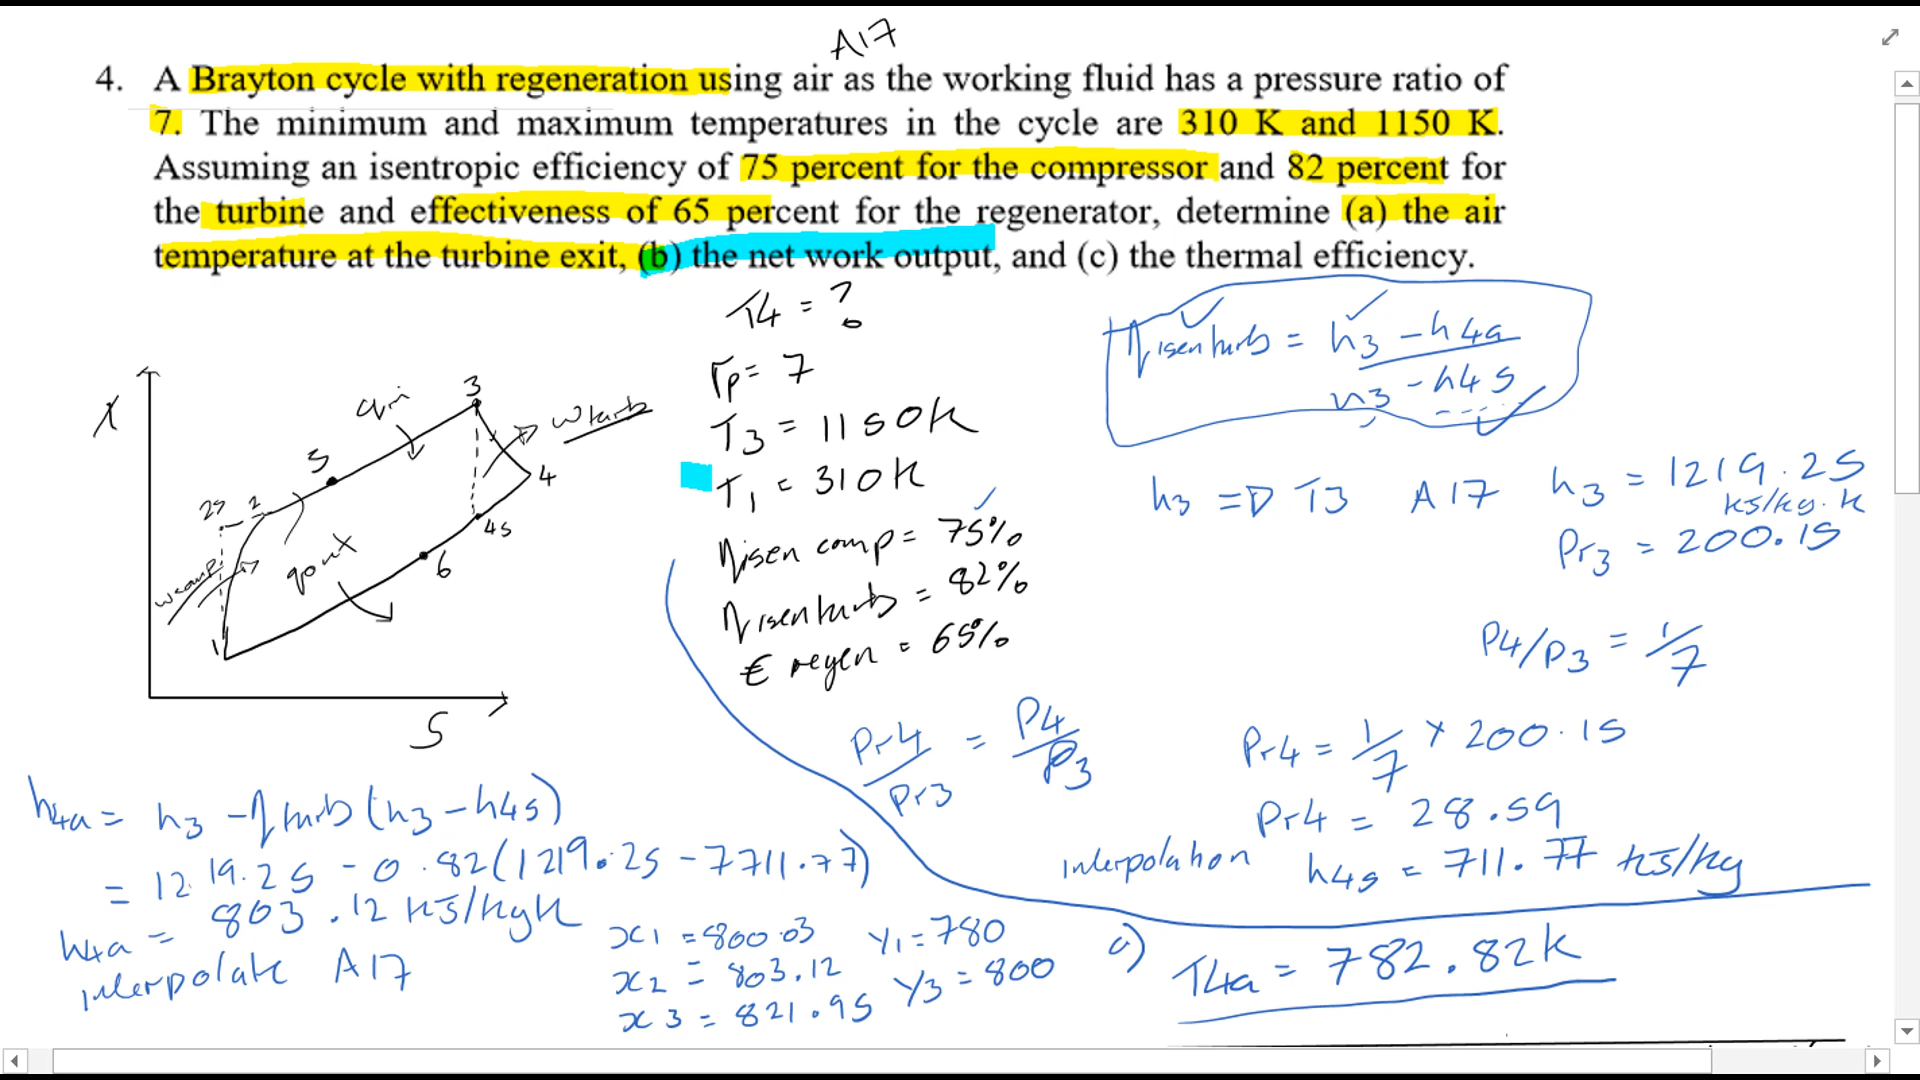 A17
4. A Brayton cycle with regeneration using air as the working fluid has a pressure ratio of
7. The minimum and maximum temperatures in the cycle are 310 K and 1150 K.
Assuming an isentropic efficiency of 75 percent for the compressor and 82 percent for
the turbine and effectiveness of 65 percent for the regenerator, determine (a) the air
temperature at the turbine exit, (b) the net work output, and (c) the thermal efficiency.
T4 = ?
rp = 7
T3 = 1150K
T1 = 310K
ηisen comp = 75%
ηisen turb = 82%
€ regen = 65%
3
qin
wturb
5
4
2s
2
4s
qout
6
wcomp
1
S
ηisen turb = h3 - h4a
h3 - h4s
h3 => T3 A17
h3 = 1219.25
kJ/kg.K
Pr3 = 200.15
P4/P3 = 1/7
Pr4/Pr3 = P4/P3
Pr4 = 1/7 × 200.15
Pr4 = 28.59
interpolation h4s = 711.77 kJ/kg
h4a = h3 - ηturb (h3 - h4s)
= 1219.25 - 0.82(1219.25 - 7711.77)
h4a = 803.12 kJ/kgK
interpolate A17
x1 = 800.03 Y1 = 780
x2 = 803.12 Y3 = 800
x3 = 821.95
T4a = 782.82K